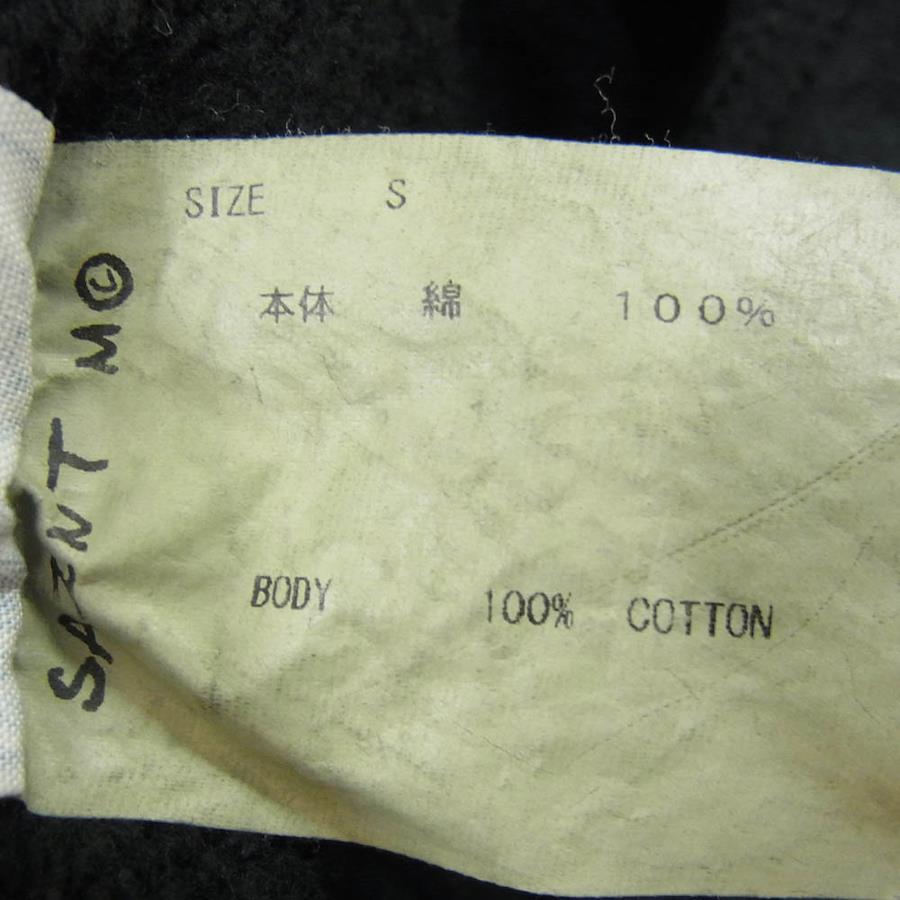 SIZE S
本体 綿 100%
BODY 100% COTTON
SAINT M©